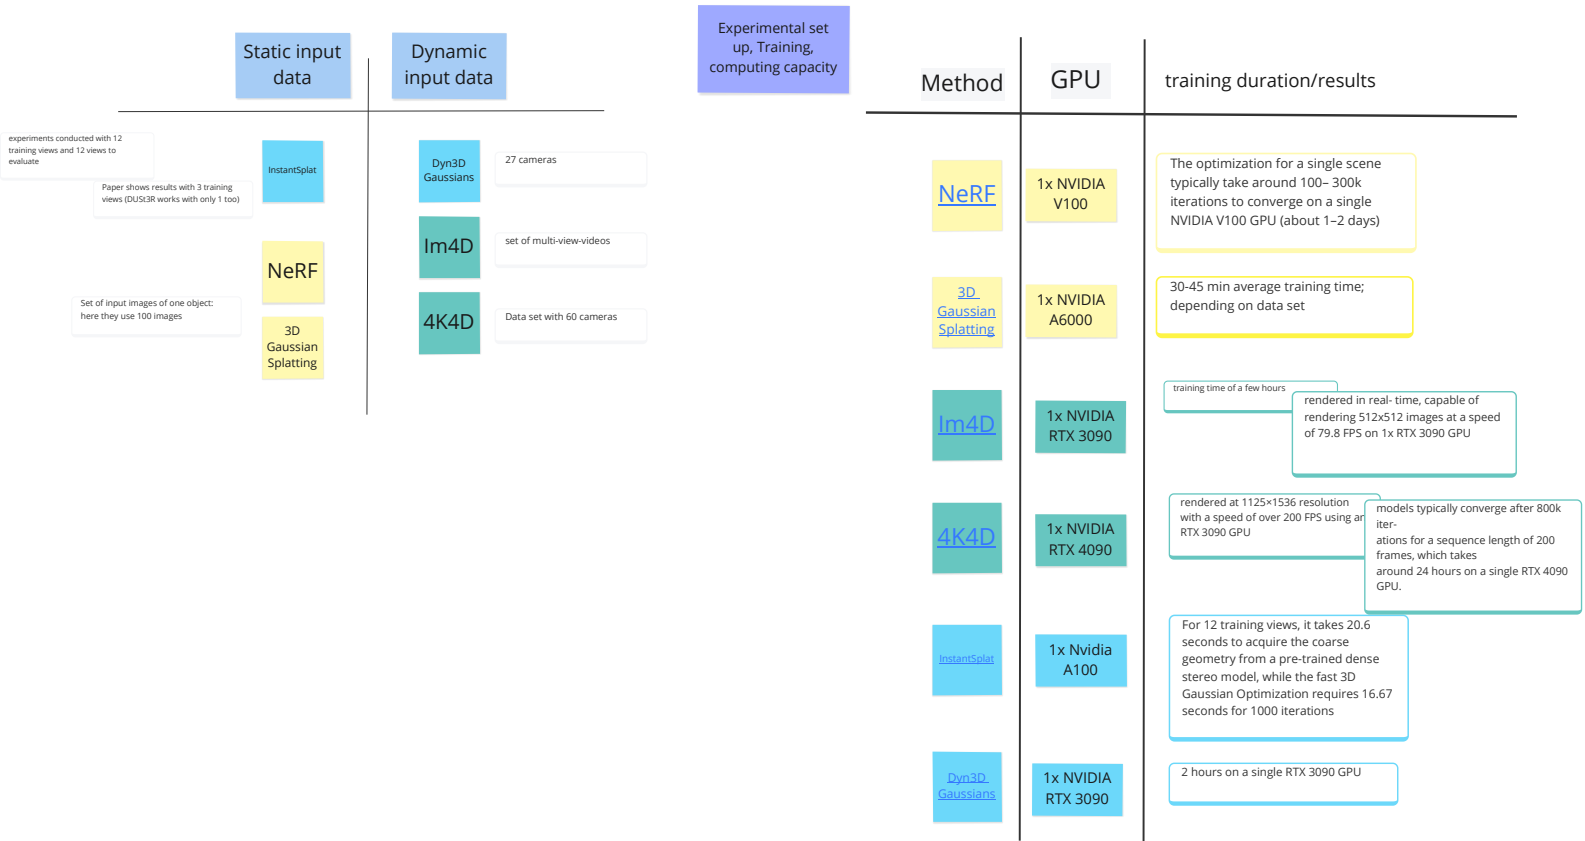 Static input
data
Dynamic
input data
experiments conducted with 12
training views and 12 views to
evaluate
Paper shows results with 3 training
views (DUSt3R works with only 1 too)
InstantSplat
NeRF
Set of input images of one object:
here they use 100 images
3D
Gaussian
Splatting
Dyn3D
Gaussians
27 cameras
Im4D
set of multi-view-videos
4K4D
Data set with 60 cameras
Experimental set
up, Training,
computing capacity
Method
GPU
training duration/results
NeRF
1x NVIDIA
V100
The optimization for a single scene
typically take around 100– 300k
iterations to converge on a single
NVIDIA V100 GPU (about 1–2 days)
3D
Gaussian
Splatting
1x NVIDIA
A6000
30-45 min average training time;
depending on data set
Im4D
1x NVIDIA
RTX 3090
training time of a few hours
rendered in real- time, capable of
rendering 512x512 images at a speed
of 79.8 FPS on 1x RTX 3090 GPU
4K4D
1x NVIDIA
RTX 4090
rendered at 1125×1536 resolution
with a speed of over 200 FPS using an
RTX 3090 GPU
models typically converge after 800k
iter-
ations for a sequence length of 200
frames, which takes
around 24 hours on a single RTX 4090
GPU.
InstantSplat
1x Nvidia
A100
For 12 training views, it takes 20.6
seconds to acquire the coarse
geometry from a pre-trained dense
stereo model, while the fast 3D
Gaussian Optimization requires 16.67
seconds for 1000 iterations
Dyn3D
Gaussians
1x NVIDIA
RTX 3090
2 hours on a single RTX 3090 GPU